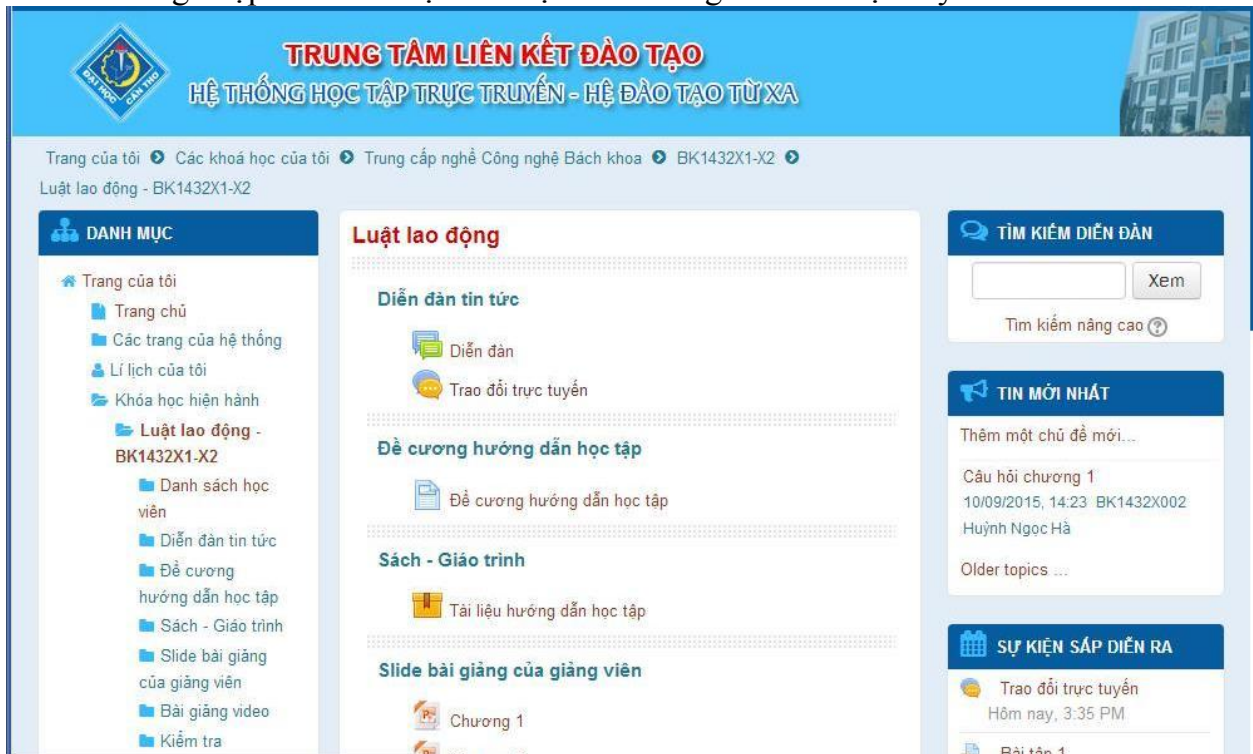 TRUNG TÂM LIÊN KẾT ĐÀO TẠO
HỆ THỐNG HỌC TẬP TRỰC TRUYẾN - HỆ ĐÀO TẠO TỪ XA
ĐẠI HỌC CẦN THƠ
Trang của tôi Các khoá học của tôi Trung cấp nghề Công nghệ Bách khoa BK1432X1-X2
Luật lao động - BK1432X1-X2
DANH MỤC
Trang của tôi
Trang chủ
Các trang của hệ thống
Lí lịch của tôi
Khóa học hiện hành
Luật lao động -
BK1432X1-X2
Danh sách học
viên
Diễn đàn tin tức
Đề cương
hướng dẫn học tập
Sách - Giáo trình
Slide bài giảng
của giảng viên
Bài giảng video
Kiểm tra
Luật lao động
Diễn đàn tin tức
Diễn đàn
Trao đổi trực tuyến
Đề cương hướng dẫn học tập
Đề cương hướng dẫn học tập
Sách - Giáo trình
Tài liệu hướng dẫn học tập
Slide bài giảng của giảng viên
Chương 1
TÌM KIẾM DIỄN ĐÀN
Xem
Tìm kiếm nâng cao
TIN MỚI NHẤT
Thêm một chủ đề mới...
Câu hỏi chương 1
10/09/2015, 14:23 BK1432X002
Huỳnh Ngọc Hà
Older topics ...
SỰ KIỆN SẮP DIỄN RA
Trao đổi trực tuyến
Hôm nay, 3:35 PM
Bài tập 1